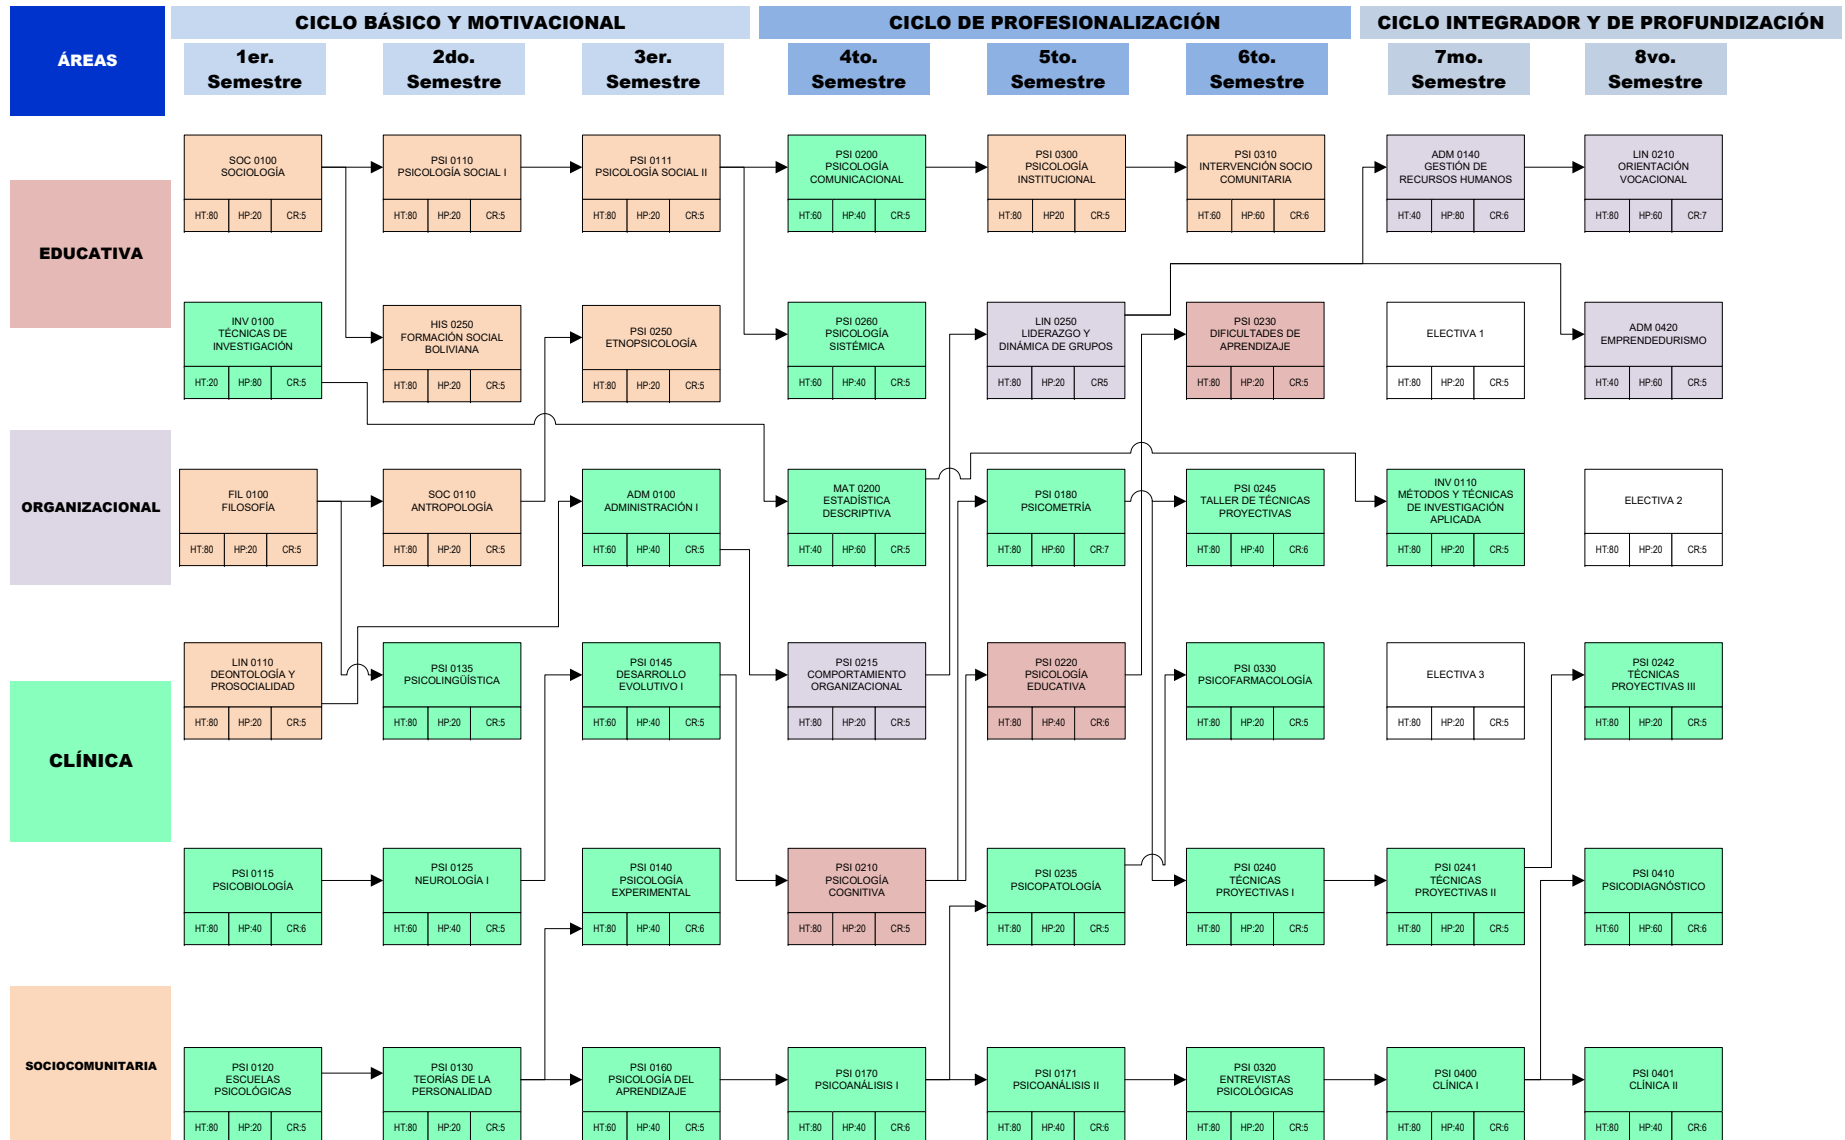 CICLO BÁSICO Y MOTIVACIONAL
CICLO DE PROFESIONALIZACIÓN
CICLO INTEGRADOR Y DE PROFUNDIZACIÓN
ÁREAS
1er.
Semestre
2do.
Semestre
3er.
Semestre
4to.
Semestre
5to.
Semestre
6to.
Semestre
7mo.
Semestre
8vo.
Semestre
EDUCATIVA
ORGANIZACIONAL
CLÍNICA
SOCIOCOMUNITARIA
SOC 0100
SOCIOLOGÍA
HT:80 HP:20 CR:5
PSI 0110
PSICOLOGÍA SOCIAL I
HT:80 HP:20 CR:5
PSI 0111
PSICOLOGÍA SOCIAL II
HT:80 HP:20 CR:5
PSI 0200
PSICOLOGÍA
COMUNICACIONAL
HT:60 HP:40 CR:5
PSI 0300
PSICOLOGÍA
INSTITUCIONAL
HT:80 HP20 CR:5
PSI 0310
INTERVENCIÓN SOCIO
COMUNITARIA
HT:60 HP:60 CR:6
ADM 0140
GESTIÓN DE
RECURSOS HUMANOS
HT:40 HP:80 CR:6
LIN 0210
ORIENTACIÓN
VOCACIONAL
HT:80 HP:60 CR:7
INV 0100
TÉCNICAS DE
INVESTIGACIÓN
HT:20 HP:80 CR:5
HIS 0250
FORMACIÓN SOCIAL
BOLIVIANA
HT:80 HP:20 CR:5
PSI 0250
ETNOPSICOLOGÍA
HT:80 HP:20 CR:5
PSI 0260
PSICOLOGÍA
SISTÉMICA
HT:60 HP:40 CR:5
LIN 0250
LIDERAZGO Y
DINÁMICA DE GRUPOS
HT:80 HP:20 CR5
PSI 0230
DIFICULTADES DE
APRENDIZAJE
HT:80 HP:20 CR:5
ELECTIVA 1
HT:80 HP:20 CR:5
ADM 0420
EMPRENDEDURISMO
HT:40 HP:60 CR:5
FIL 0100
FILOSOFÍA
HT:80 HP:20 CR:5
SOC 0110
ANTROPOLOGÍA
HT:80 HP:20 CR:5
ADM 0100
ADMINISTRACIÓN I
HT:60 HP:40 CR:5
MAT 0200
ESTADÍSTICA
DESCRIPTIVA
HT:40 HP:60 CR:5
PSI 0180
PSICOMETRÍA
HT:80 HP:60 CR:7
PSI 0245
TALLER DE TÉCNICAS
PROYECTIVAS
HT:80 HP:40 CR:6
INV 0110
MÉTODOS Y TÉCNICAS
DE INVESTIGACIÓN
APLICADA
HT:80 HP:20 CR:5
ELECTIVA 2
HT:80 HP:20 CR:5
LIN 0110
DEONTOLOGÍA Y
PROSOCIALIDAD
HT:80 HP:20 CR:5
PSI 0135
PSICOLINGÜÍSTICA
HT:80 HP:20 CR:5
PSI 0145
DESARROLLO
EVOLUTIVO I
HT:60 HP:40 CR:5
PSI 0215
COMPORTAMIENTO
ORGANIZACIONAL
HT:80 HP:20 CR:5
PSI 0220
PSICOLOGÍA
EDUCATIVA
HT:80 HP:40 CR:6
PSI 0330
PSICOFARMACOLOGÍA
HT:80 HP:20 CR:5
ELECTIVA 3
HT:80 HP:20 CR:5
PSI 0242
TÉCNICAS
PROYECTIVAS III
HT:80 HP:20 CR:5
PSI 0115
PSICOBIOLOGÍA
HT:80 HP:40 CR:6
PSI 0125
NEUROLOGÍA I
HT:60 HP:40 CR:5
PSI 0140
PSICOLOGÍA
EXPERIMENTAL
HT:80 HP:40 CR:6
PSI 0210
PSICOLOGÍA
COGNITIVA
HT:80 HP:20 CR:5
PSI 0235
PSICOPATOLOGÍA
HT:80 HP:20 CR:5
PSI 0240
TÉCNICAS
PROYECTIVAS I
HT:80 HP:20 CR:5
PSI 0241
TÉCNICAS
PROYECTIVAS II
HT:80 HP:20 CR:5
PSI 0410
PSICODIAGNÓSTICO
HT:60 HP:60 CR:6
PSI 0120
ESCUELAS
PSICOLÓGICAS
HT:80 HP:20 CR:5
PSI 0130
TEORÍAS DE LA
PERSONALIDAD
HT:80 HP:20 CR:5
PSI 0160
PSICOLOGÍA DEL
APRENDIZAJE
HT:60 HP:40 CR:5
PSI 0170
PSICOANÁLISIS I
HT:80 HP:40 CR:6
PSI 0171
PSICOANÁLISIS II
HT:80 HP:40 CR:6
PSI 0320
ENTREVISTAS
PSICOLÓGICAS
HT:80 HP:20 CR:5
PSI 0400
CLÍNICA I
HT:80 HP:40 CR:6
PSI 0401
CLÍNICA II
HT:80 HP:40 CR:6